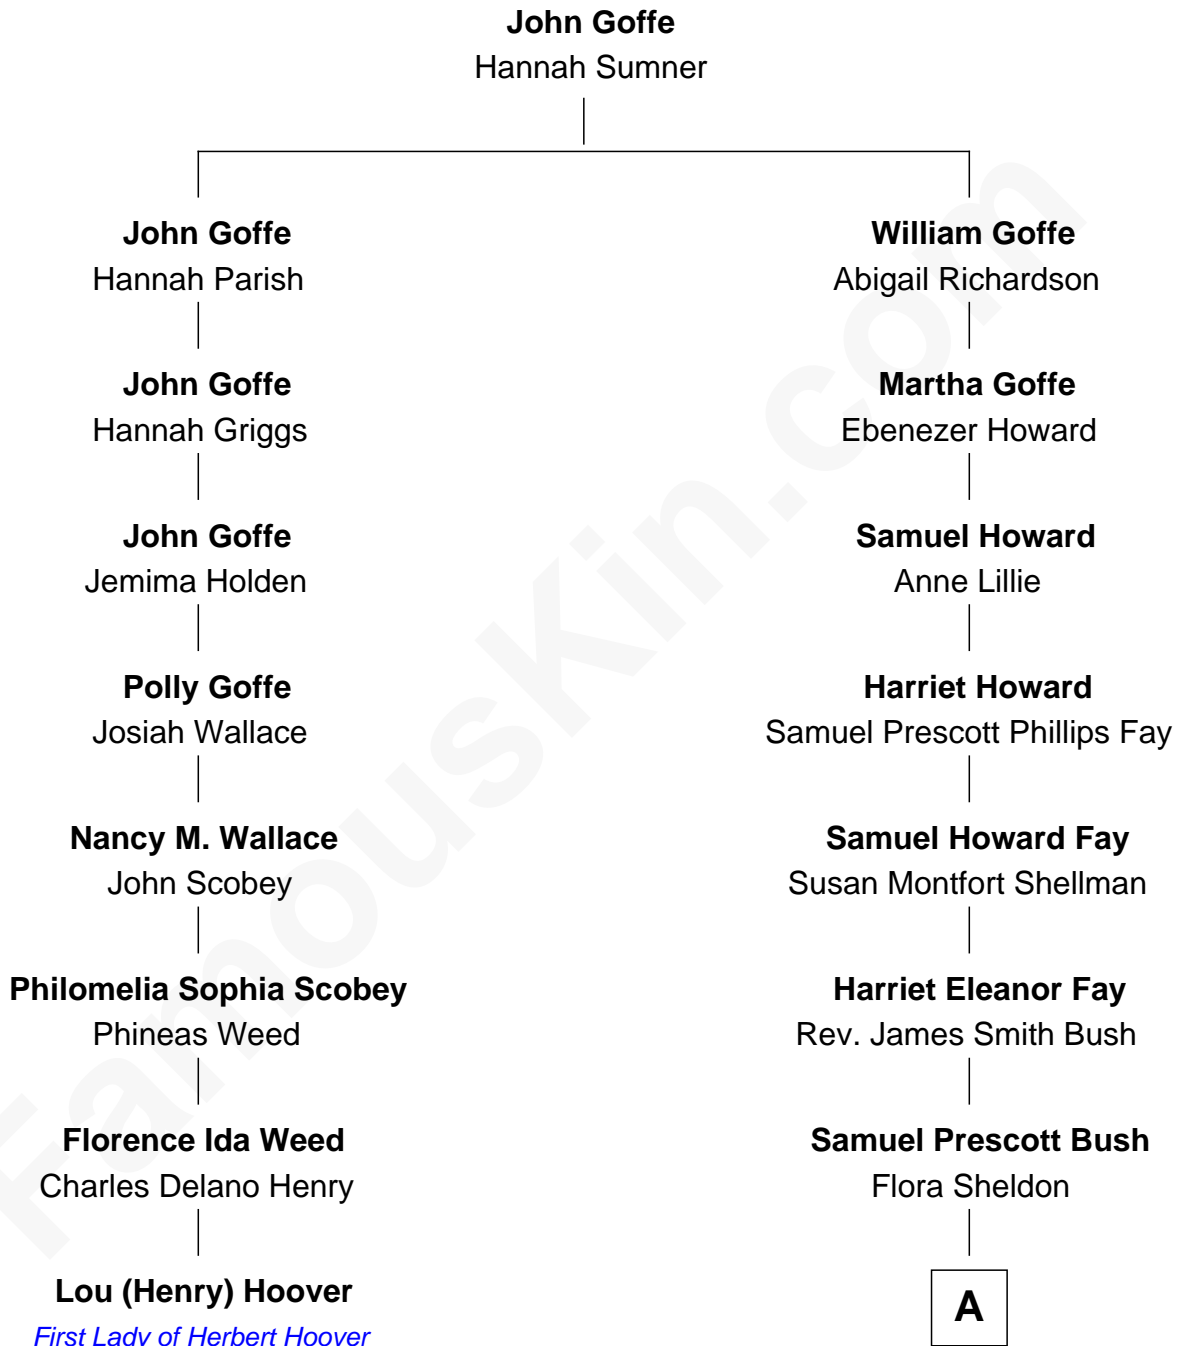 John Goffe
Hannah Sumner
John Goffe
Hannah Parish
William Goffe
Abigail Richardson
John Goffe
Hannah Griggs
Martha Goffe
Ebenezer Howard
John Goffe
Jemima Holden
Samuel Howard
Anne Lillie
Polly Goffe
Josiah Wallace
Harriet Howard
Samuel Prescott Phillips Fay
Nancy M. Wallace
John Scobey
Samuel Howard Fay
Susan Montfort Shellman
Philomelia Sophia Scobey
Phineas Weed
Harriet Eleanor Fay
Rev. James Smith Bush
Florence Ida Weed
Charles Delano Henry
Samuel Prescott Bush
Flora Sheldon
Lou (Henry) Hoover
First Lady of Herbert Hoover
A
FamousKin.com